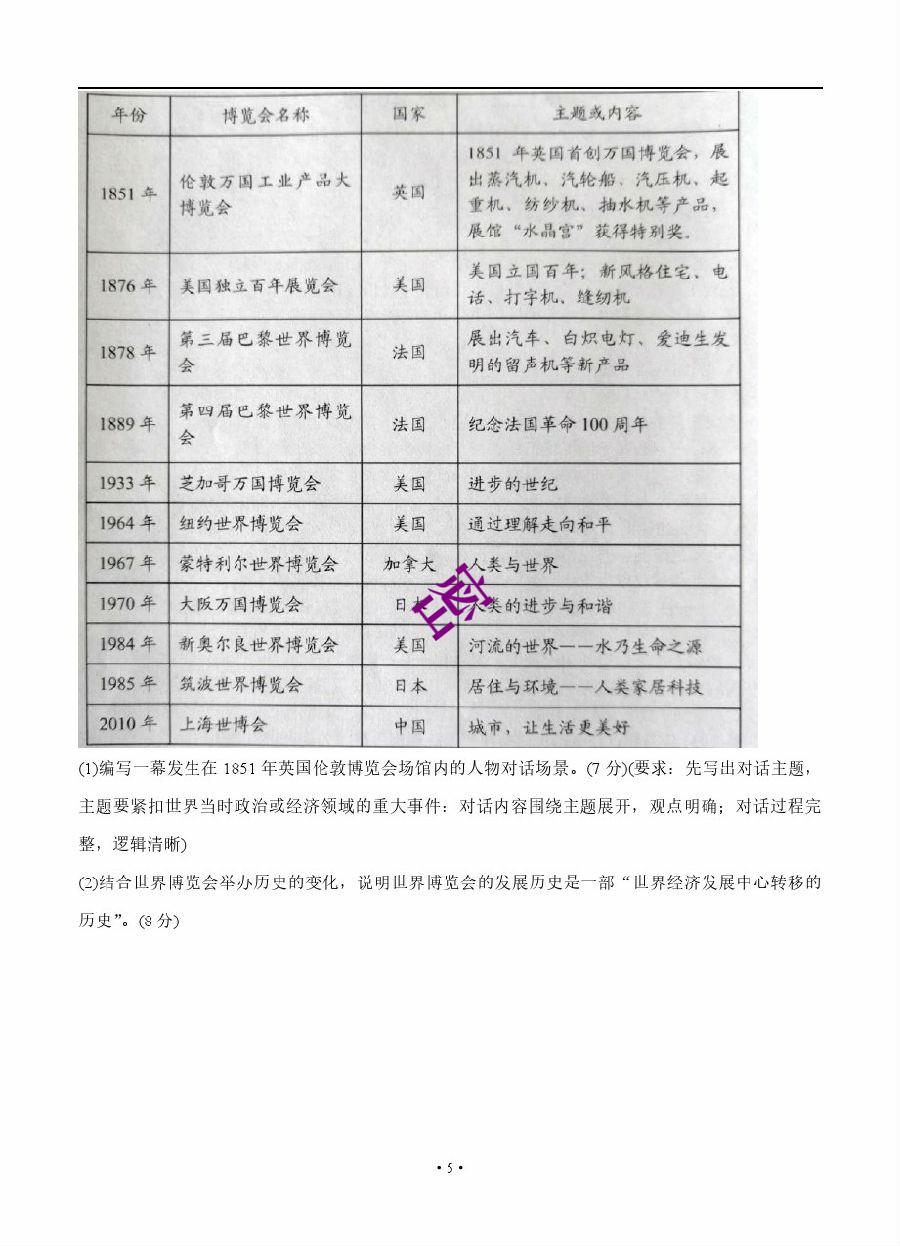 年份 博览会名称 国家 主题或内容
1851 年英国首创万国博览会，展
1851 年 伦敦万国工业产品大 英国 出蒸汽机、汽轮船、汽压机、起
博览会 重机、纺纱机、抽水机等产品，
展馆“水晶宫”获得特别奖。
1876 年 美国独立百年展览会 美国 美国立国百年；新风格住宅、电
话、打字机、缝纫机
1878 年 第三届巴黎世界博览 法国 展出汽车、白炽电灯、爱迪生发
会 明的留声机等新产品
1889 年 第四届巴黎世界博览 法国 纪念法国革命 100 周年
会
1933 年 芝加哥万国博览会 美国 进步的世纪
1964 年 纽约世界博览会 美国 通过理解走向和平
1967 年 蒙特利尔世界博览会 加拿大 人类与世界
1970 年 大阪万国博览会 日本 人类的进步与和谐
1984 年 新奥尔良世界博览会 美国 河流的世界——水乃生命之源
1985 年 筑波世界博览会 日本 居住与环境——人类家居科技
2010 年 上海世博会 中国 城市，让生活更美好
密
(1)编写一幕发生在 1851 年英国伦敦博览会场馆内的人物对话场景。(7 分)(要求：先写出对话主题，
主题要紧扣世界当时政治或经济领域的重大事件：对话内容围绕主题展开，观点明确；对话过程完
整，逻辑清晰)
(2)结合世界博览会举办历史的变化，说明世界博览会的发展历史是一部“世界经济发展中心转移的
历史”。(8 分)
·5·